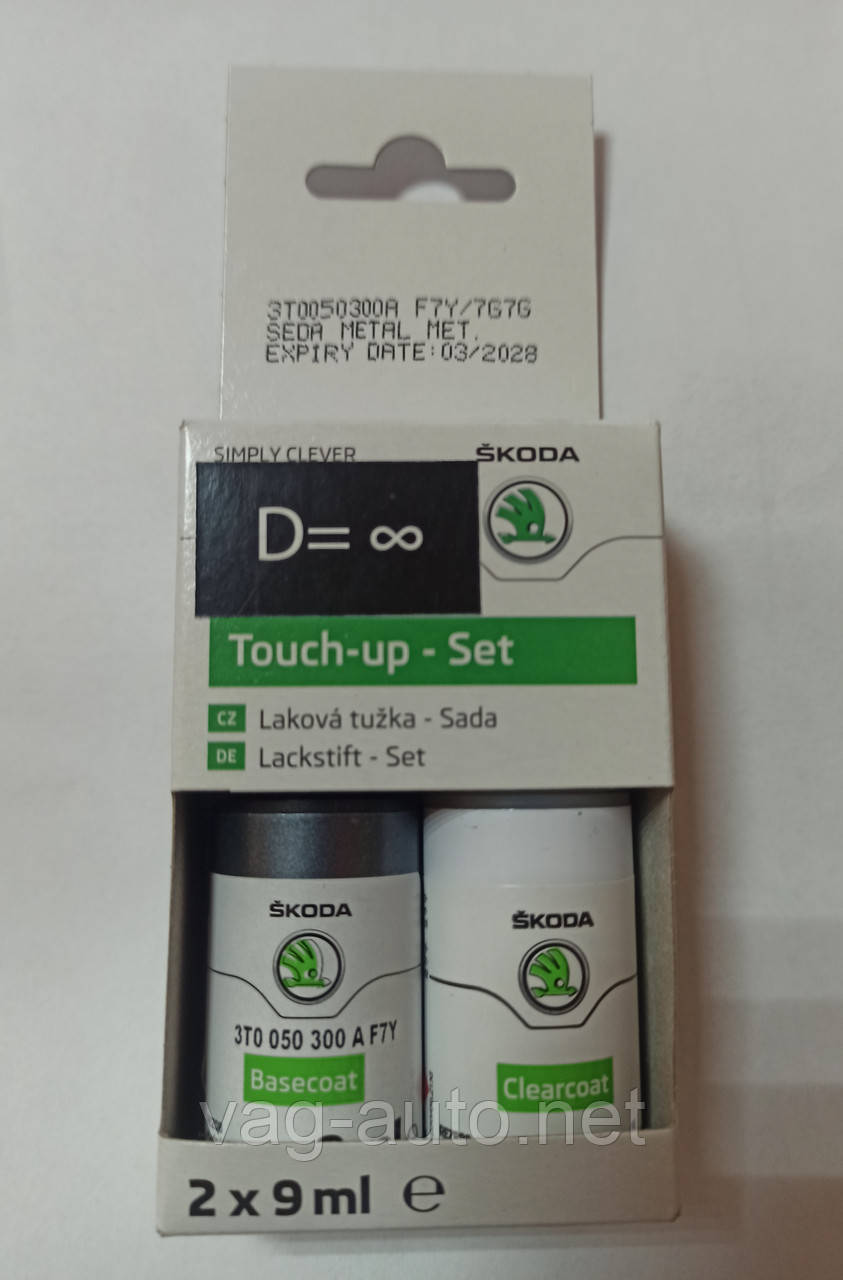 3T0050300A F7Y/7G7G
SEDA METAL MET.
EXPIRY DATE:03/2028
SIMPLY CLEVER
ŠKODA
D= ∞
Touch-up - Set
CZ Laková tužka - Sada
DE Lackstift - Set
ŠKODA
3T0 050 300 A F7Y
Basecoat
ŠKODA
Clearcoat
vag-auto.net
2 x 9 ml ℮